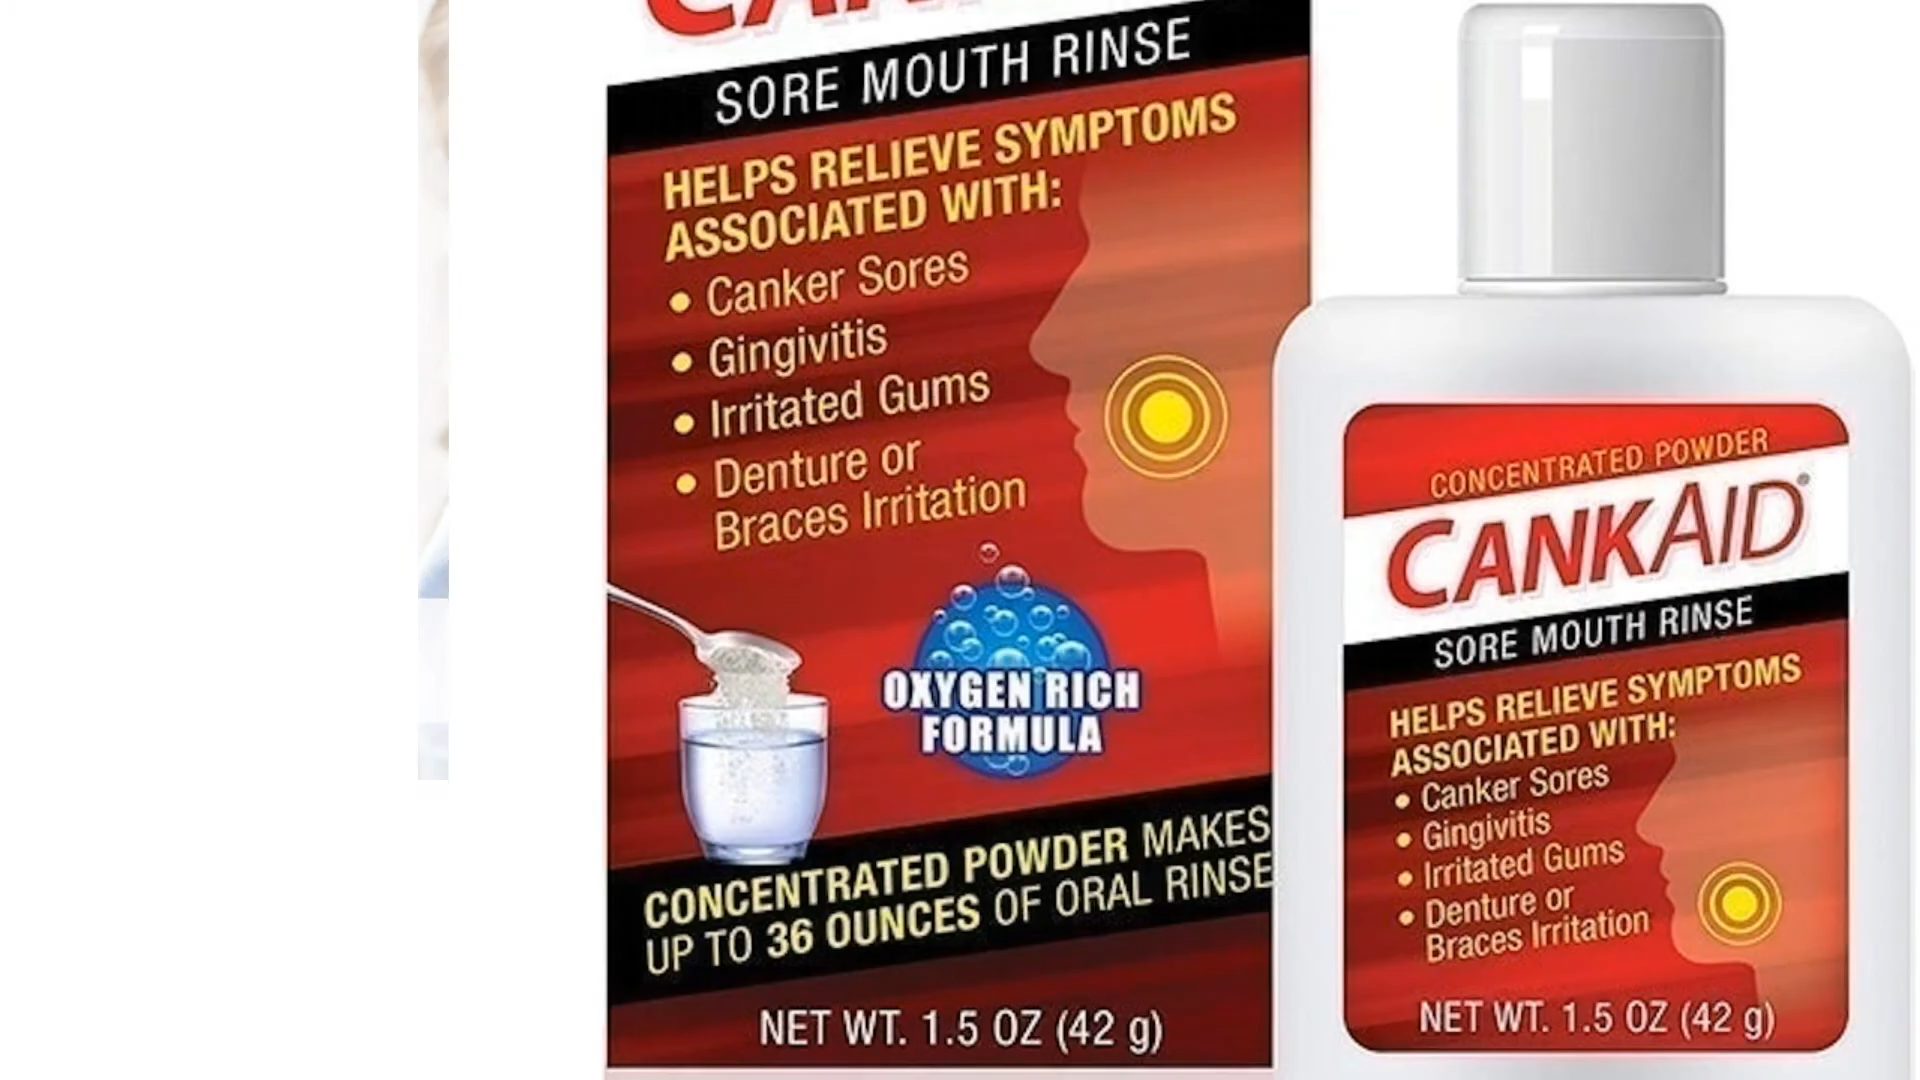 SORE MOUTH RINSE
HELPS RELIEVE SYMPTOMS
ASSOCIATED WITH:
• Canker Sores
• Gingivitis
• Irritated Gums
• Denture or
Braces Irritation
OXYGEN RICH
FORMULA
CONCENTRATED POWDER MAKES
UP TO 36 OUNCES OF ORAL RINSE
NET WT. 1.5 OZ (42 g)
CONCENTRATED POWDER
CANKAID®
SORE MOUTH RINSE
HELPS RELIEVE SYMPTOMS
ASSOCIATED WITH:
• Canker Sores
• Gingivitis
• Irritated Gums
• Denture or
Braces Irritation
NET WT. 1.5 OZ (42 g)